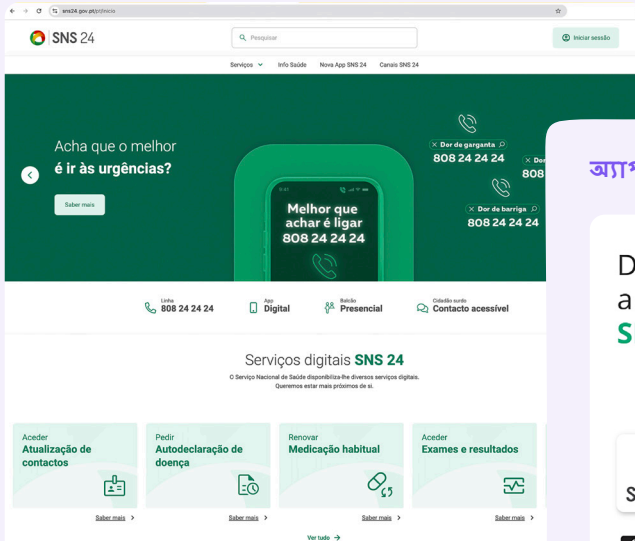 sns24.gov.pt/pt/inicio
SNS 24
Pesquisar
Iniciar sessão
Serviços
Info Saúde
Nova App SNS 24
Canais SNS 24
Acha que o melhor
é ir às urgências?
Saber mais
Dor de garganta
808 24 24 24
808
Dor de barriga
808 24 24 24
9:41
Melhor que
achar é ligar
808 24 24 24
Linha
808 24 24 24
App
Digital
Balcão
Presencial
Cidadão surdo
Contacto acessível
Serviços digitais SNS 24
O Serviço Nacional de Saúde disponibiliza-lhe diversos serviços digitais.
Queremos estar mais próximos de si.
Aceder
Atualização de
contactos
Saber mais
Pedir
Autodeclaração de
doença
Saber mais
Renovar
Medicação habitual
Saber mais
Aceder
Exames e resultados
Saber mais
Ver tudo